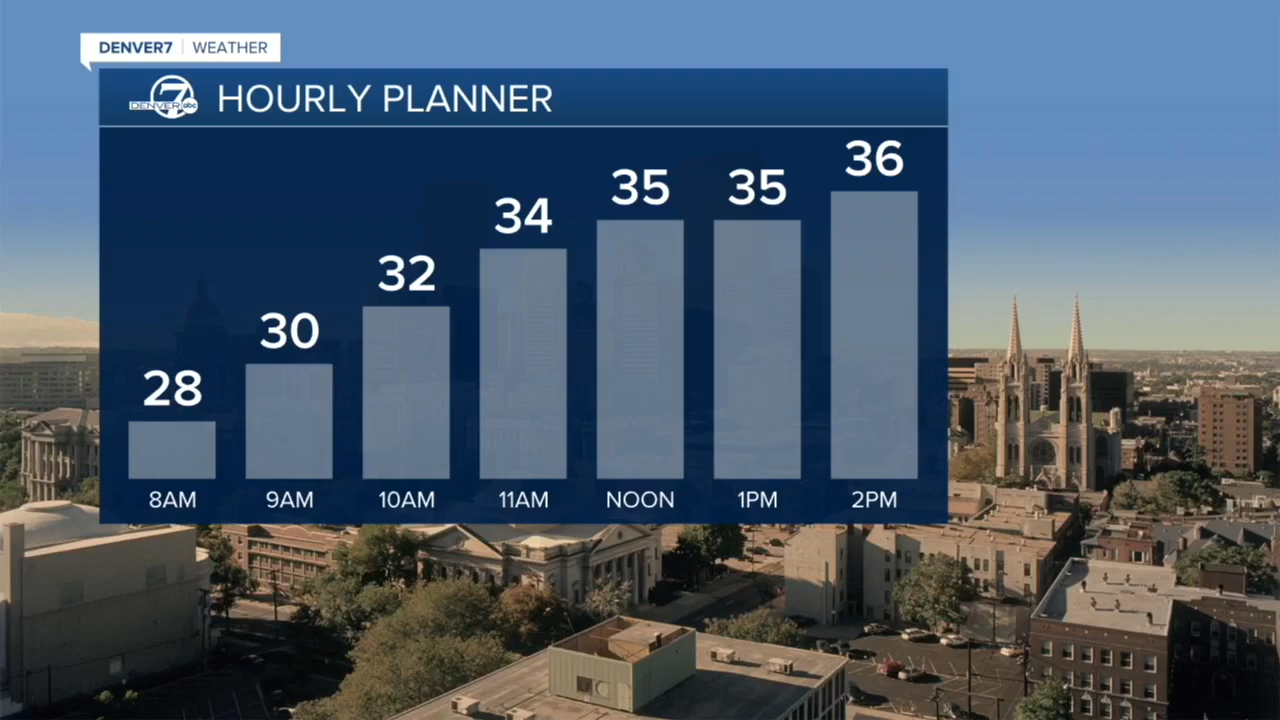 DENVER7 | WEATHER
DENVER 7 abc
HOURLY PLANNER
28 30 32 34 35 35 36
8AM 9AM 10AM 11AM NOON 1PM 2PM